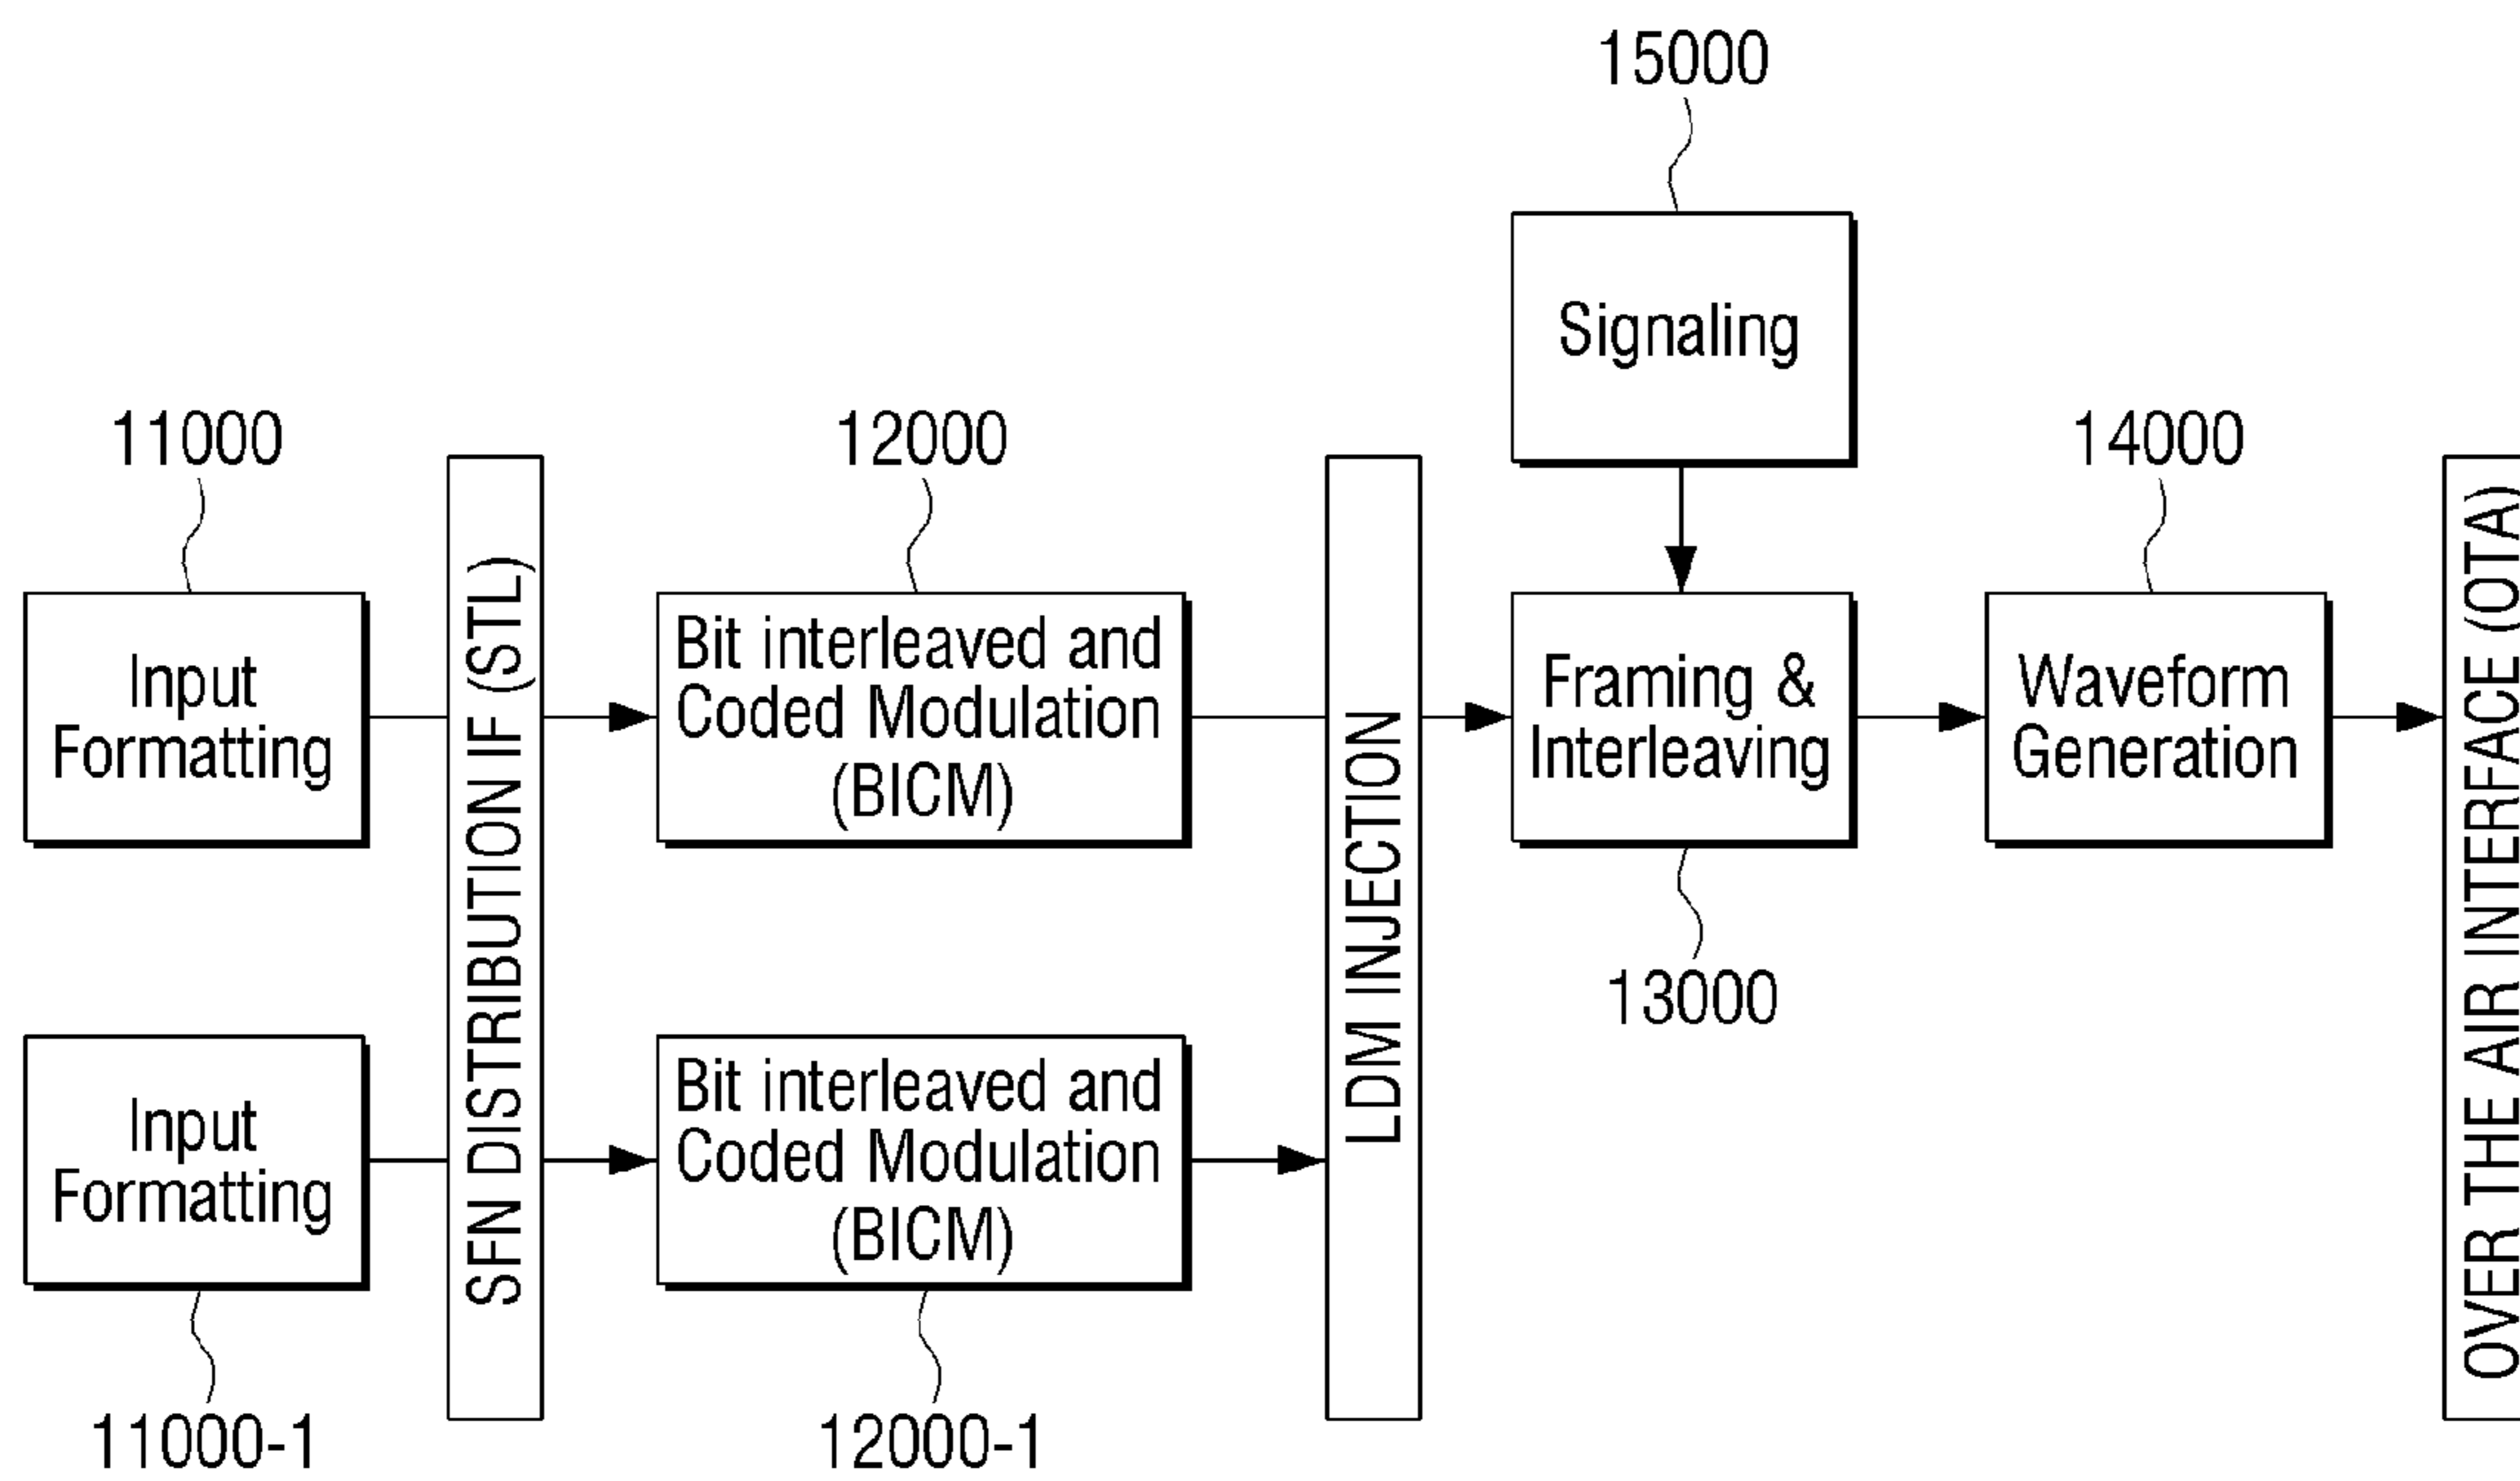 15000
Signaling
11000
12000
14000
Input
Formatting
SFN DISTRIBUTION IF (STL)
Bit interleaved and
Coded Modulation
(BICM)
LDM INJECTION
Framing &
Interleaving
Waveform
Generation
OVER THE AIR INTERFACE (OTA)
13000
Input
Formatting
Bit interleaved and
Coded Modulation
(BICM)
11000-1
12000-1